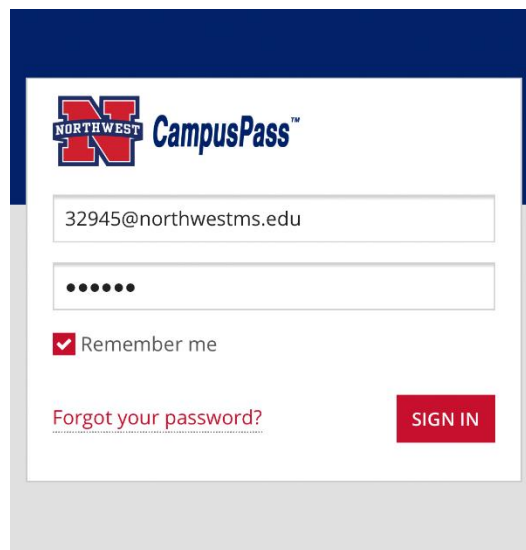 NORTHWEST CampusPass™
32945@northwestms.edu
••••••
Remember me
Forgot your password? SIGN IN